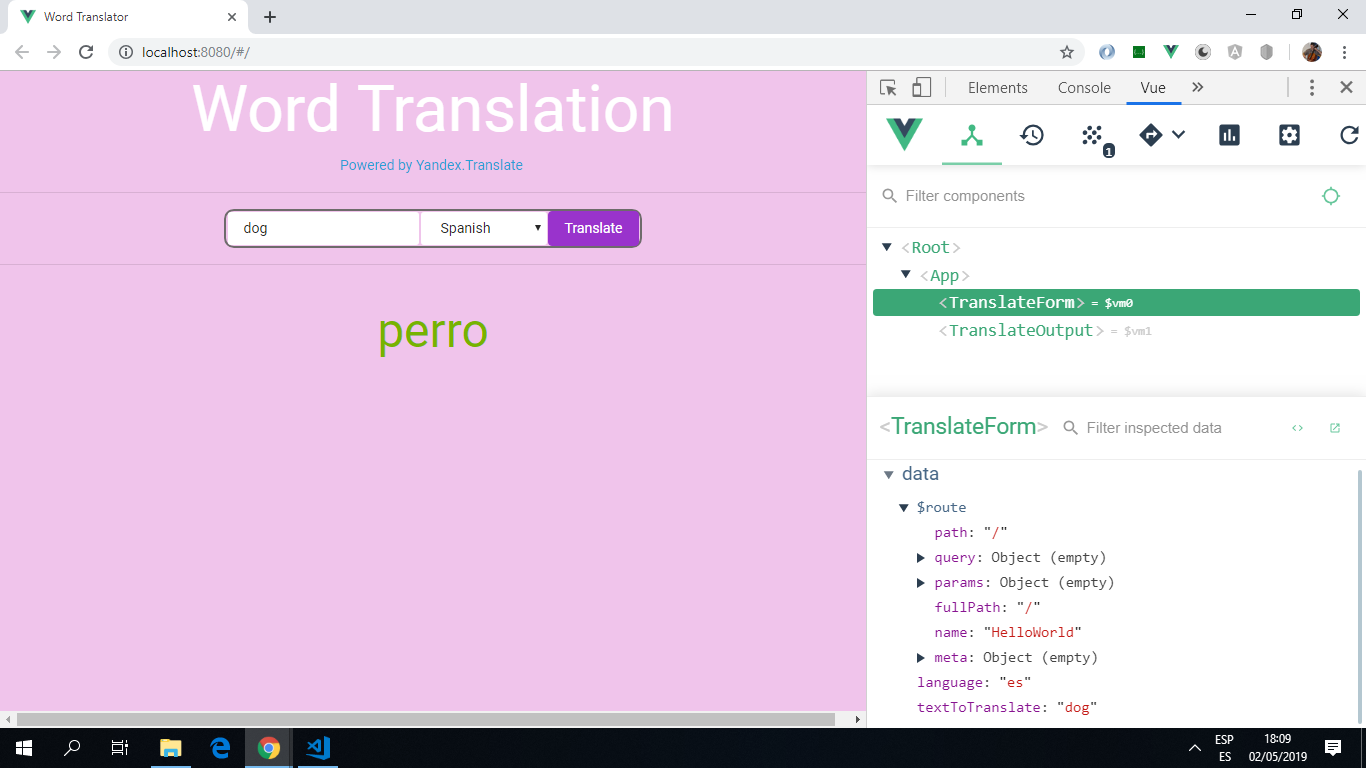 Word Translator
localhost:8080/#/
Word Translation
Powered by Yandex.Translate
dog Spanish Translate
perro
Elements Console Vue
1
Filter components
<Root>
<App>
<TranslateForm> = $vm0
<TranslateOutput> = $vm1
<TranslateForm> Filter inspected data
data
$route
path: "/"
query: Object (empty)
params: Object (empty)
fullPath: "/"
name: "HelloWorld"
meta: Object (empty)
language: "es"
textToTranslate: "dog"
ESP 18:09
ES 02/05/2019